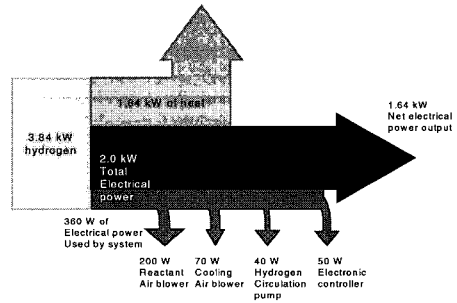 1.84 kW of heat
3.84 kW
hydrogen
2.0 kW
Total
Electrical
power
1.64 kW
Net electrical
power output
360 W of
Electrical power
Used by system
200 W
Reactant
Air blower
70 W
Cooling
Air blower
40 W
Hydrogen
Circulation
pump
50 W
Electronic
controller